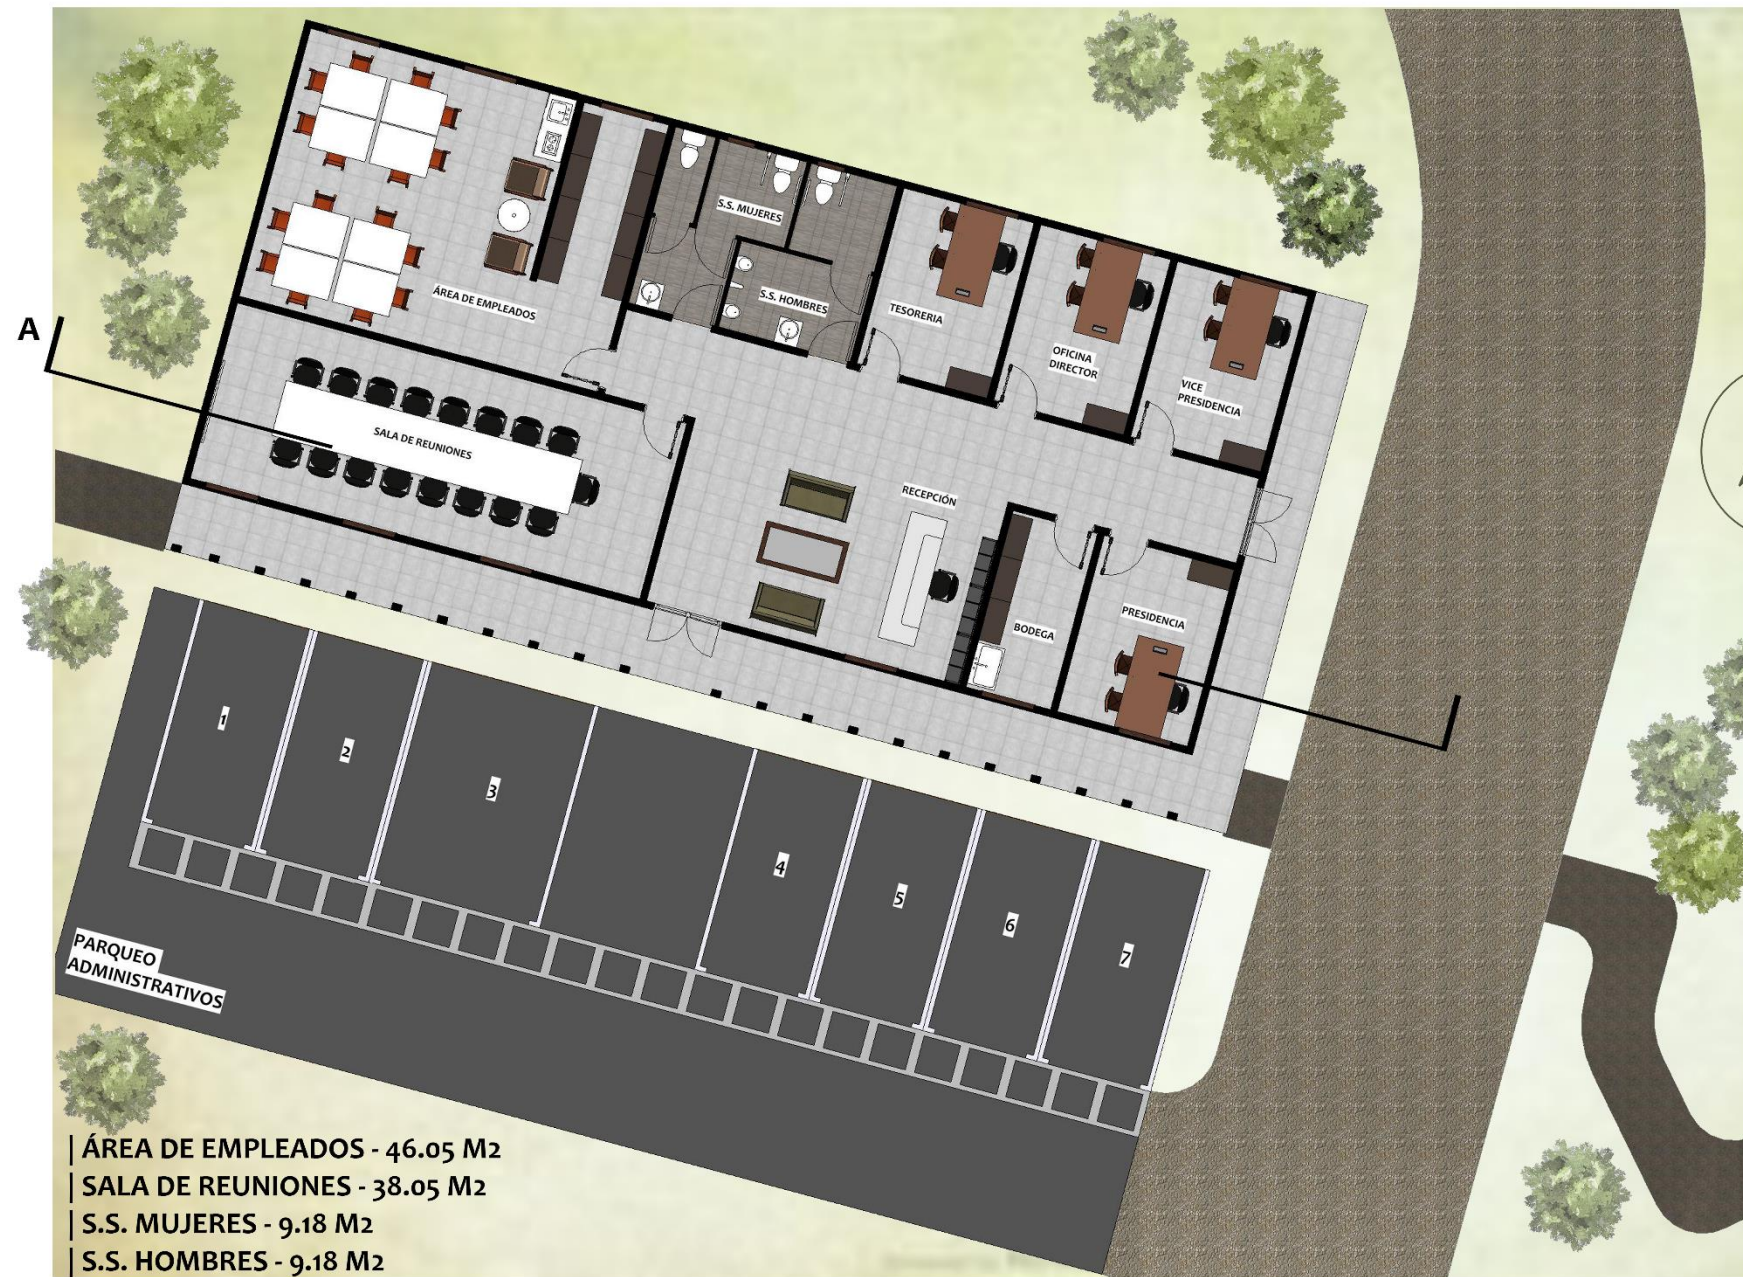 S.S. MUJERES
ÁREA DE EMPLEADOS
S.S. HOMBRES
TESORERIA
A
OFICINA
DIRECTOR
VICE
PRESIDENCIA
SALA DE REUNIONES
RECEPCIÓN
PRESIDENCIA
BODEGA
1
2
3
4
5
6
7
PARQUEO
ADMINISTRATIVOS
| ÁREA DE EMPLEADOS - 46.05 M2
| SALA DE REUNIONES - 38.05 M2
| S.S. MUJERES - 9.18 M2
| S.S. HOMBRES - 9.18 M2